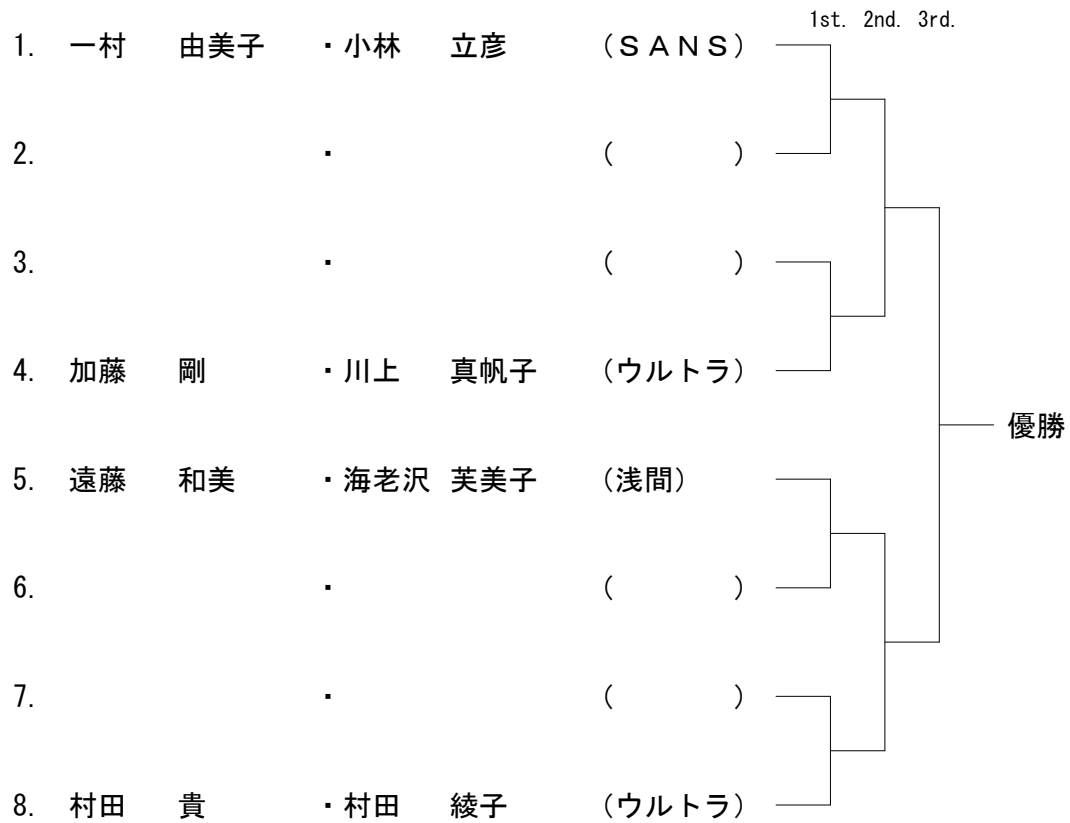 1st. 2nd. 3rd.
1. 一村 由美子 ・小林 立彦 (ＳＡＮＳ)
2. ・ ( )
3. ・ ( )
4. 加藤 剛 ・川上 真帆子 (ウルトラ)
優勝
5. 遠藤 和美 ・海老沢 芙美子 (浅間)
6. ・ ( )
7. ・ ( )
8. 村田 貴 ・村田 綾子 (ウルトラ)